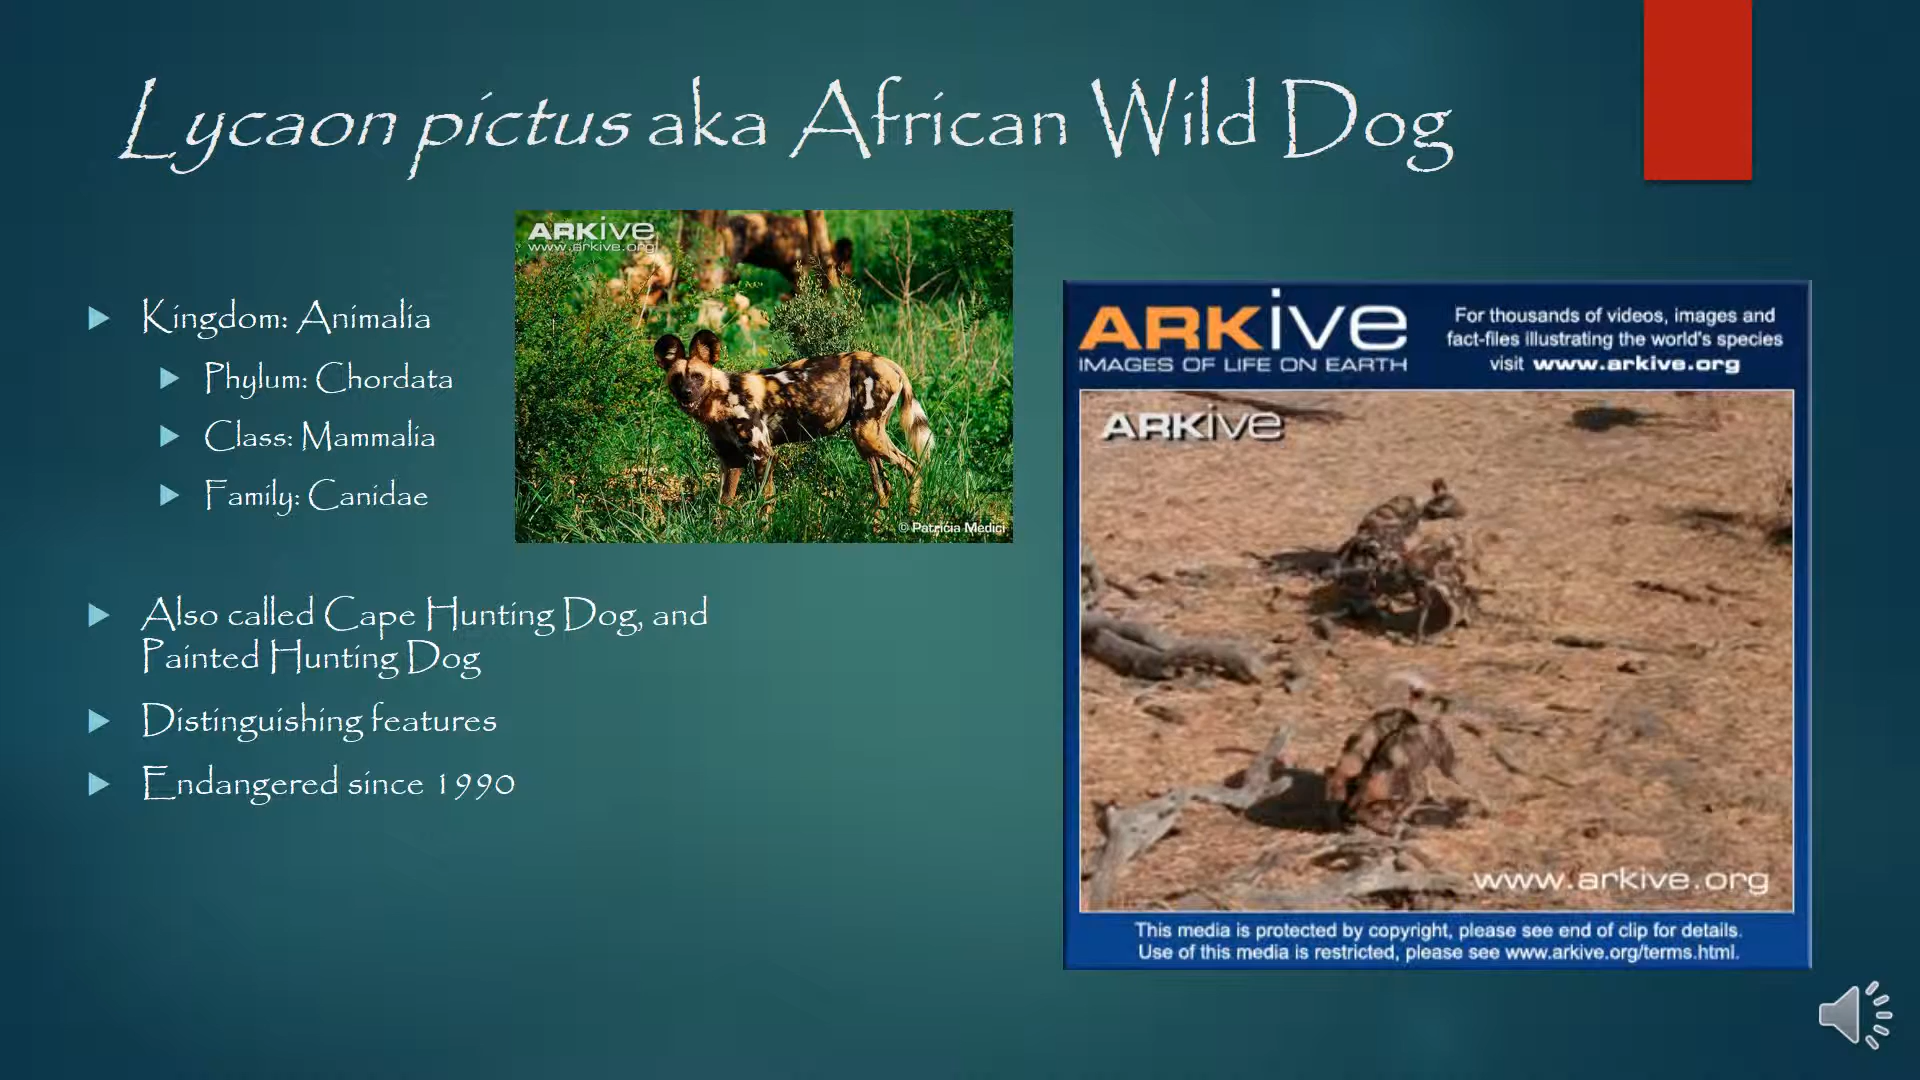 Lycaon pictus aka African Wild Dog
Kingdom: Animalia
Phylum: Chordata
Class: Mammalia
Family: Canidae
Also called Cape Hunting Dog, and
Painted Hunting Dog
Distinguishing features
Endangered since 1990
ARKive
www.arkive.org
© Patricia Medici
ARKive
IMAGES OF LIFE ON EARTH
For thousands of videos, images and
fact-files illustrating the world's species
visit www.arkive.org
ARKive
www.arkive.org
This media is protected by copyright, please see end of clip for details.
Use of this media is restricted, please see www.arkive.org/terms.html.